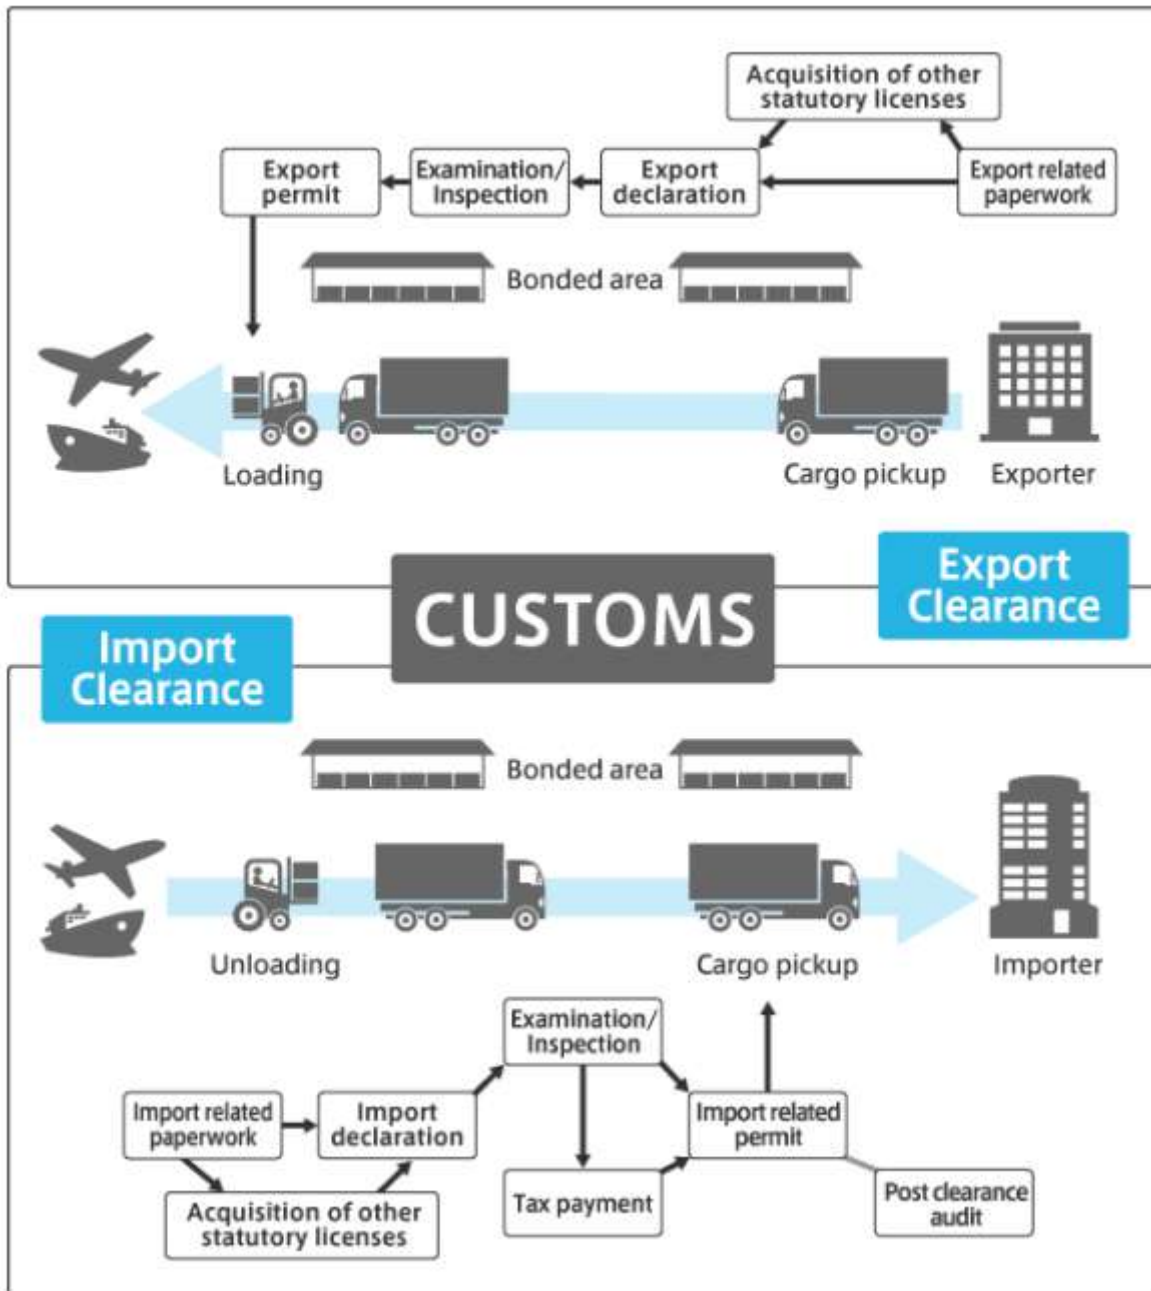 Acquisition of other
statutory licenses
Export
permit
Examination/
Inspection
Export
declaration
Export related
paperwork
Bonded area
Loading
Cargo pickup
Exporter
Export
Clearance
CUSTOMS
Import
Clearance
Bonded area
Unloading
Cargo pickup
Importer
Examination/
Inspection
Import related
paperwork
Import
declaration
Import related
permit
Acquisition of other
statutory licenses
Tax payment
Post clearance
audit